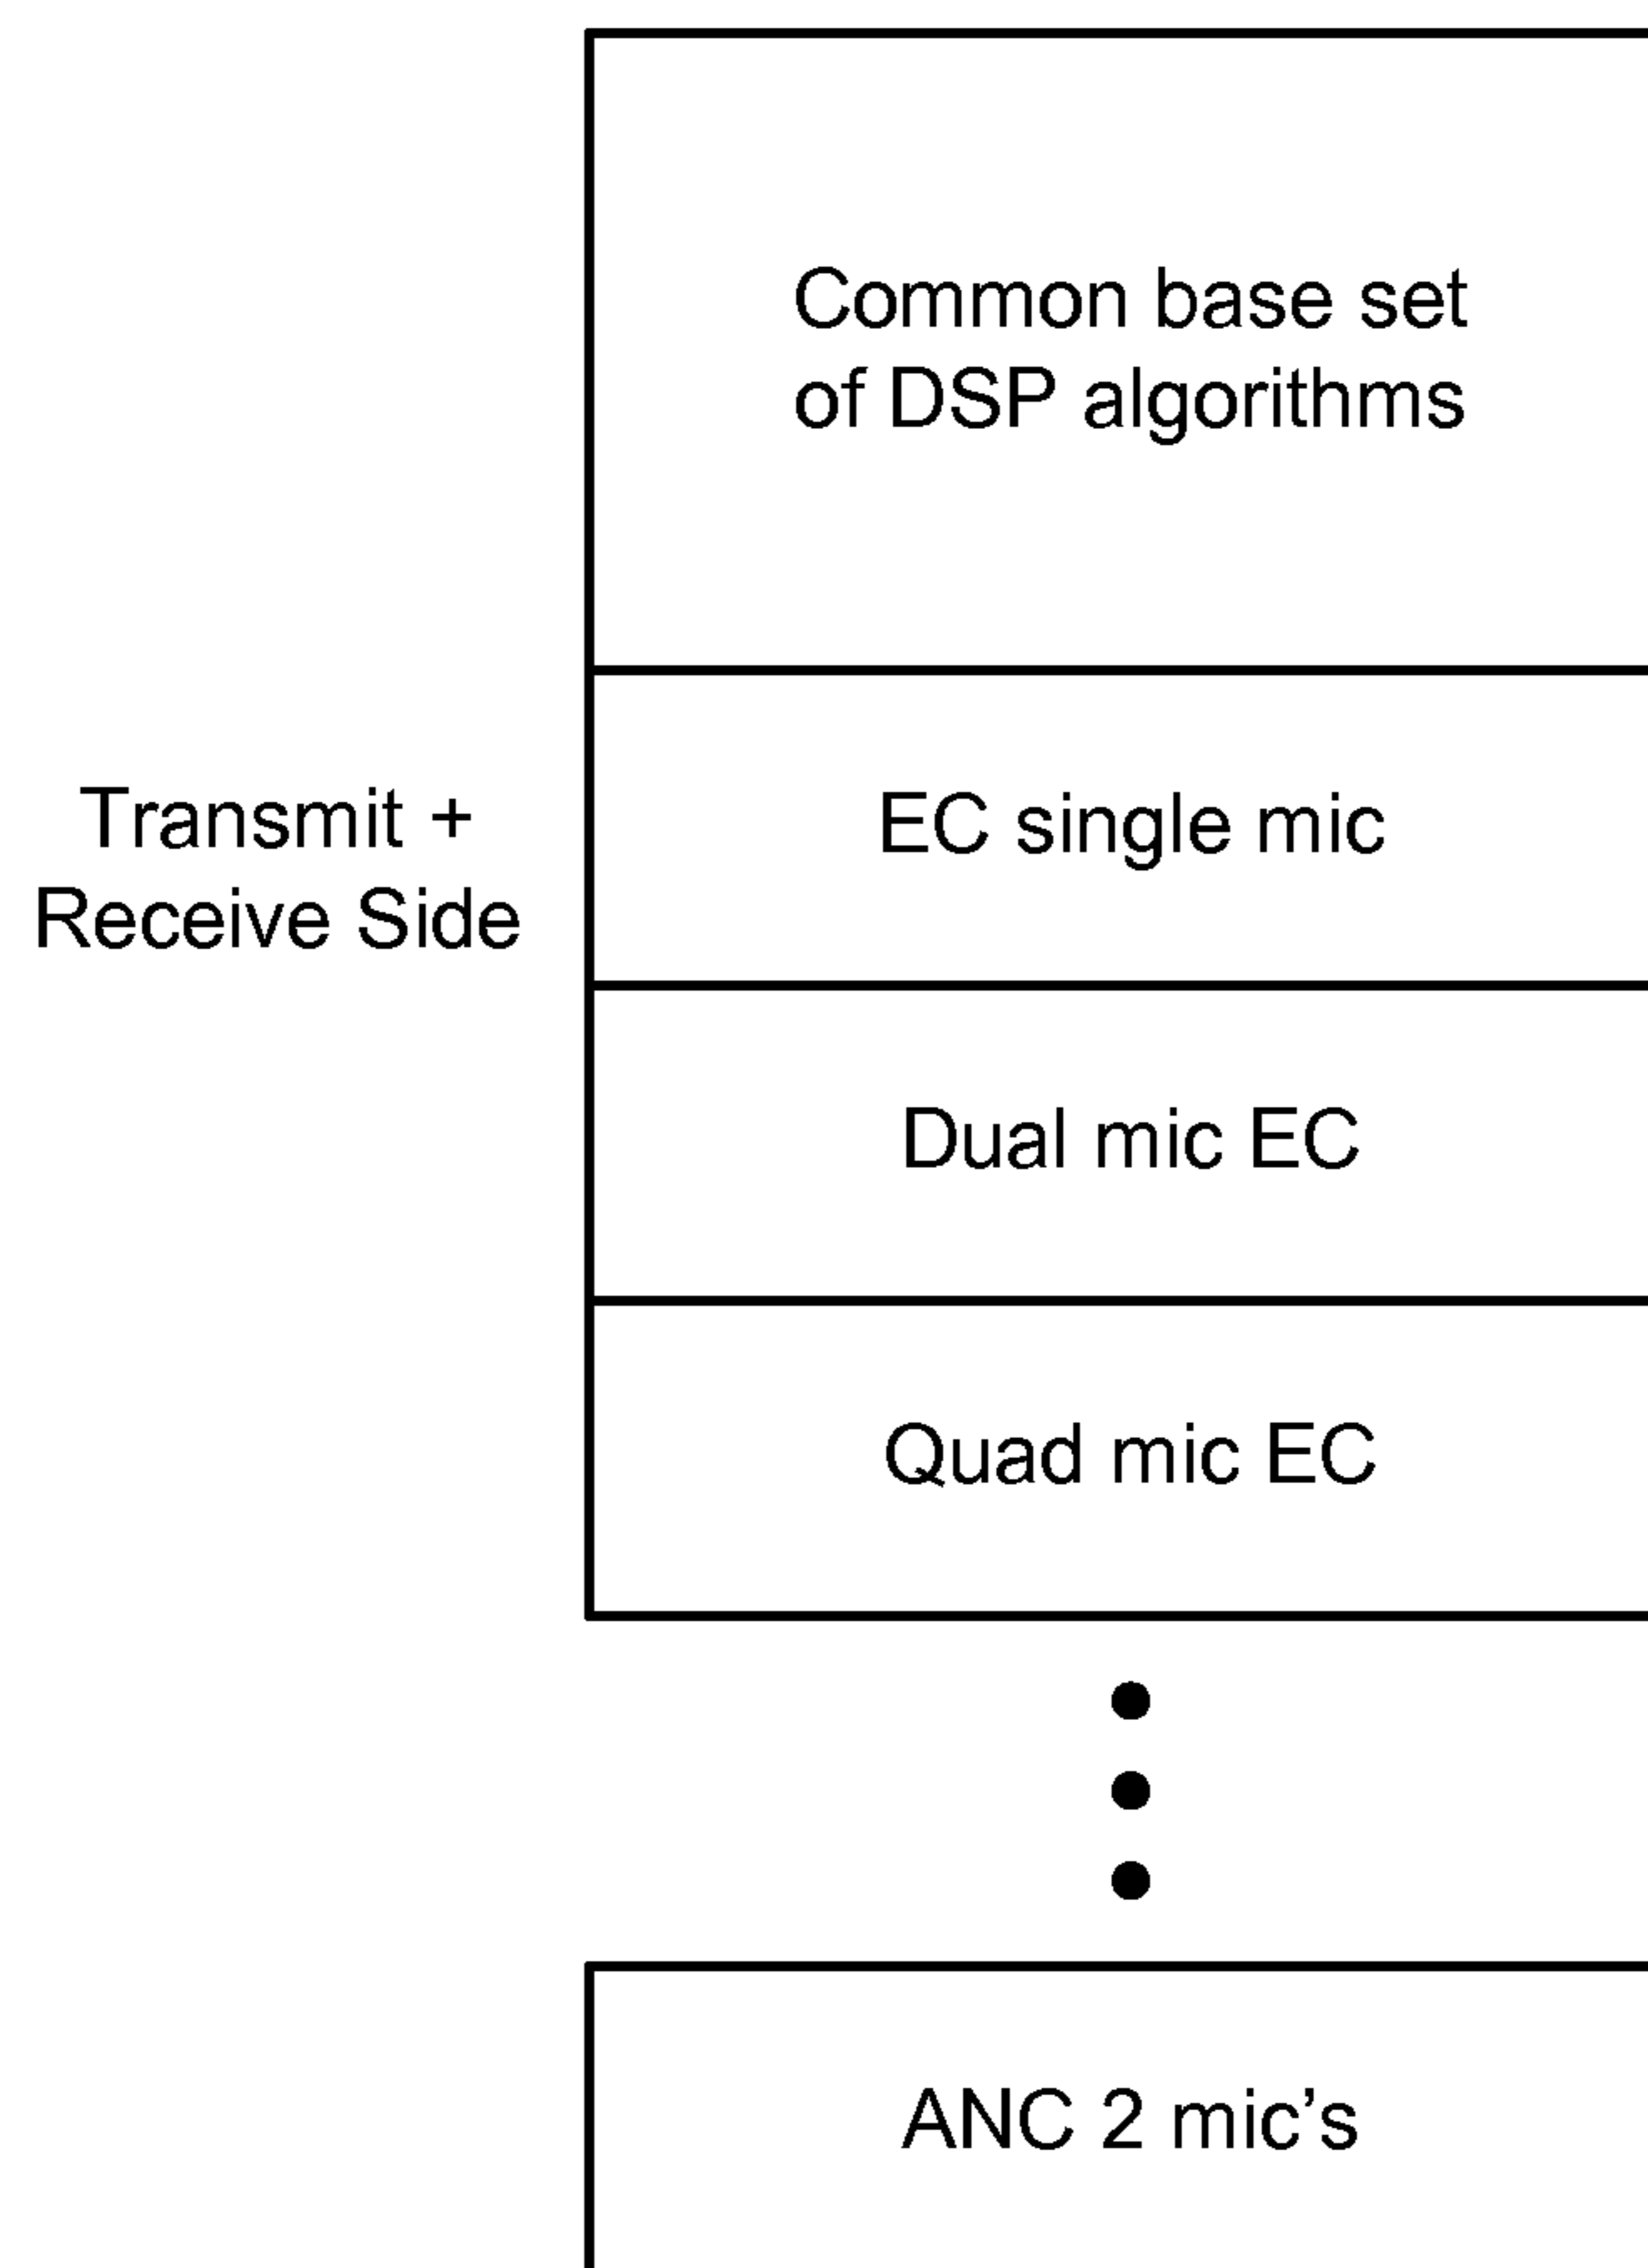 Common base set
of DSP algorithms
Transmit +
Receive Side
EC single mic
Dual mic EC
Quad mic EC
ANC 2 mic’s